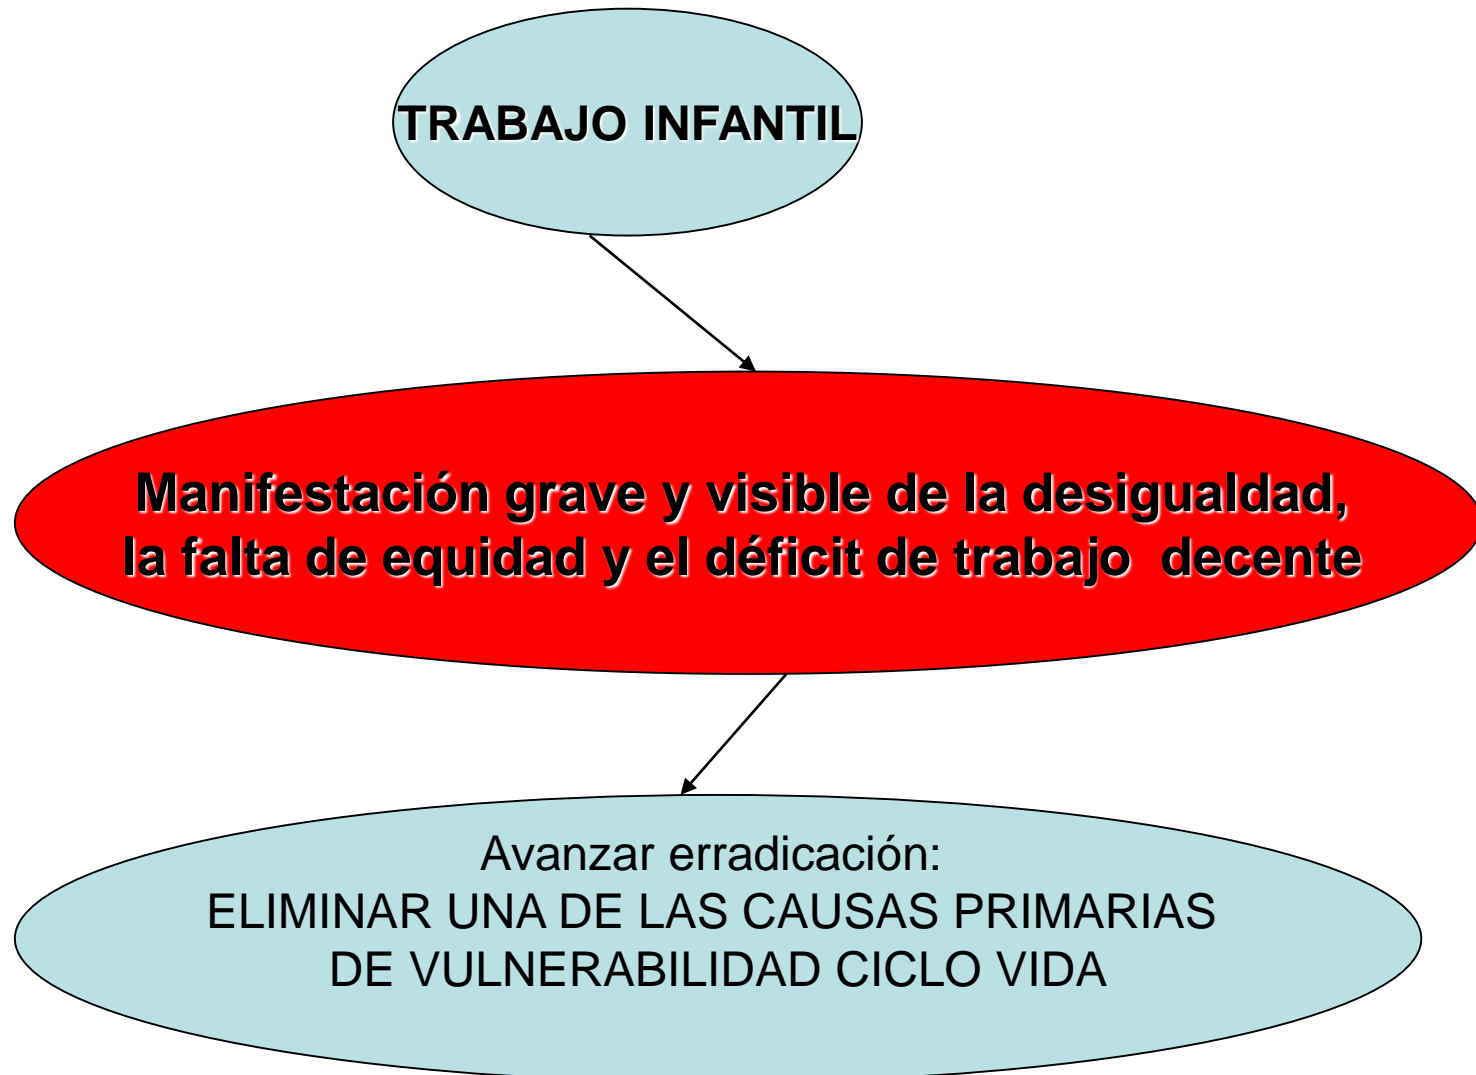 TRABAJO INFANTIL
Manifestación grave y visible de la desigualdad,
la falta de equidad y el déficit de trabajo  decente
Avanzar erradicación:
ELIMINAR UNA DE LAS CAUSAS PRIMARIAS
DE VULNERABILIDAD CICLO VIDA